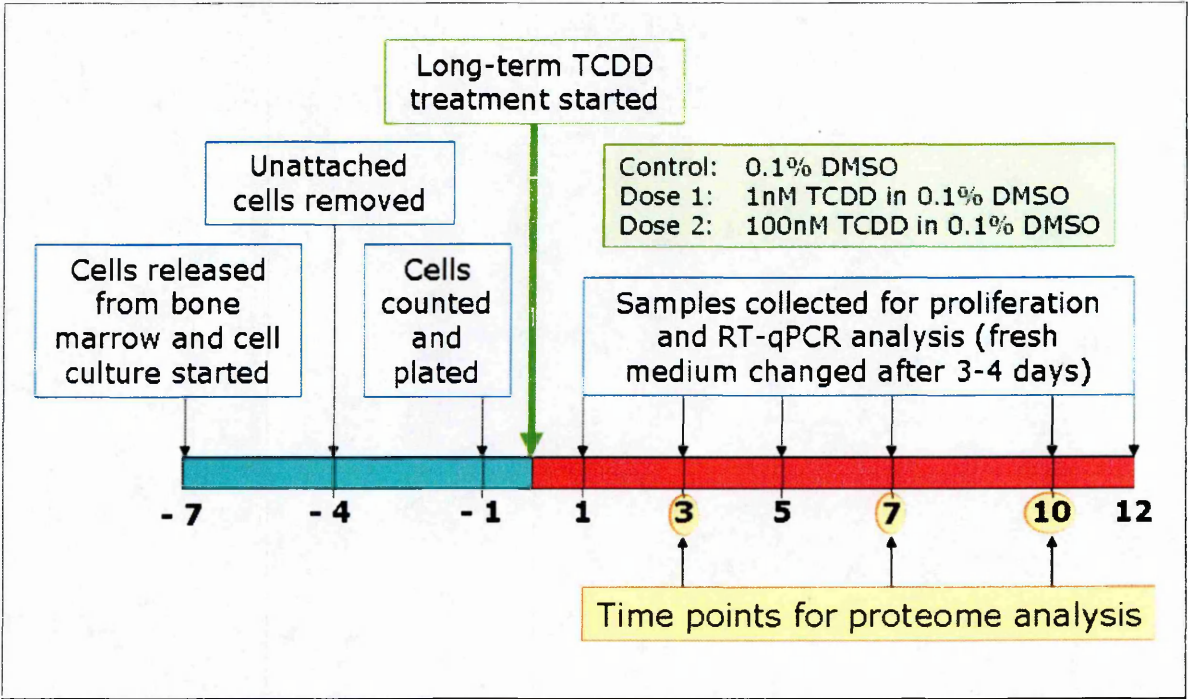 Long-term TCDD
treatment started
Unattached
cells removed
Control: 0.1% DMSO
Dose 1: 1nM TCDD in 0.1% DMSO
Dose 2: 100nM TCDD in 0.1% DMSO
Cells released
from bone
marrow and cell
culture started
Cells
counted
and
plated
Samples collected for proliferation
and RT-qPCR analysis (fresh
medium changed after 3-4 days)
- 7 - 4 - 1 1 3 5 7 10 12
Time points for proteome analysis